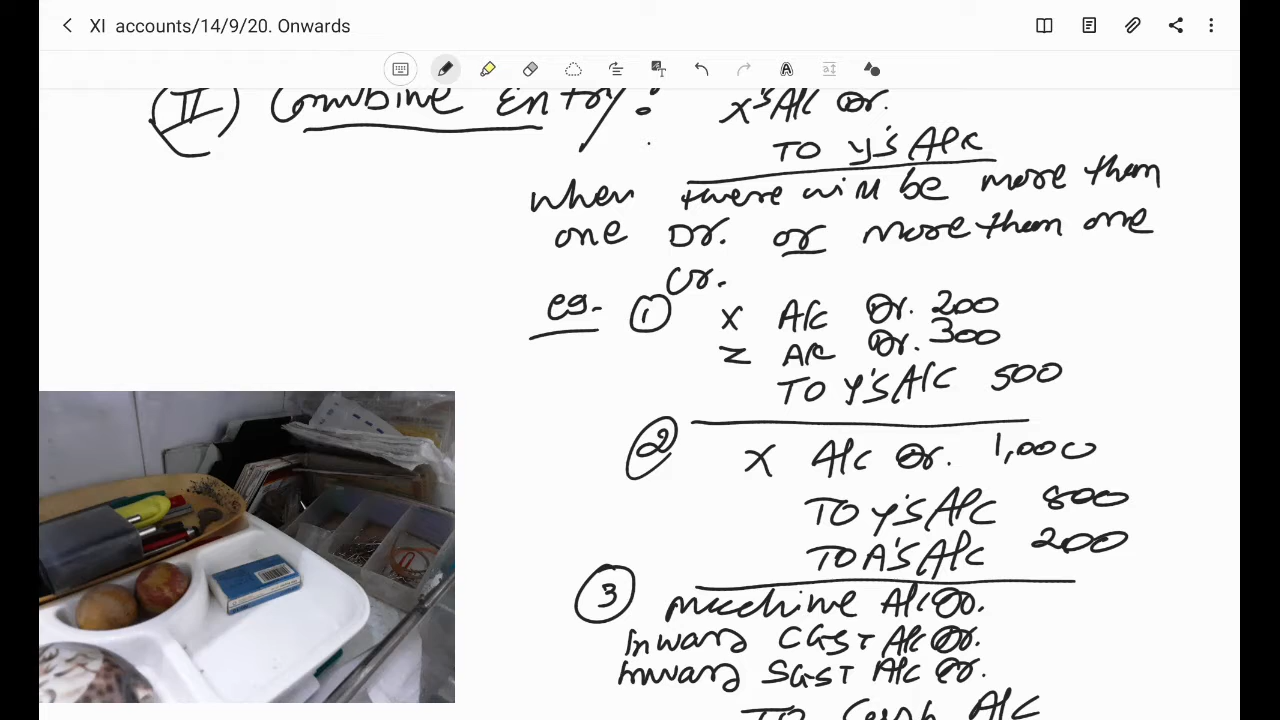 XI accounts/14/9/20. Onwards
(II) Combine Entry: X's A/c Dr.
TO Y's A/c
when there will be more than
one Dr. or more than one
Cr.
eg. ① X A/c Dr. 200
Z A/c Dr. 300
TO Y's A/c 500
② X A/c Dr. 1,000
TO Y's A/c 800
TO A's A/c 200
③ machine A/c Dr.
Inward CGST A/c Dr.
Inward SGST A/c Dr.
TO Cash A/c